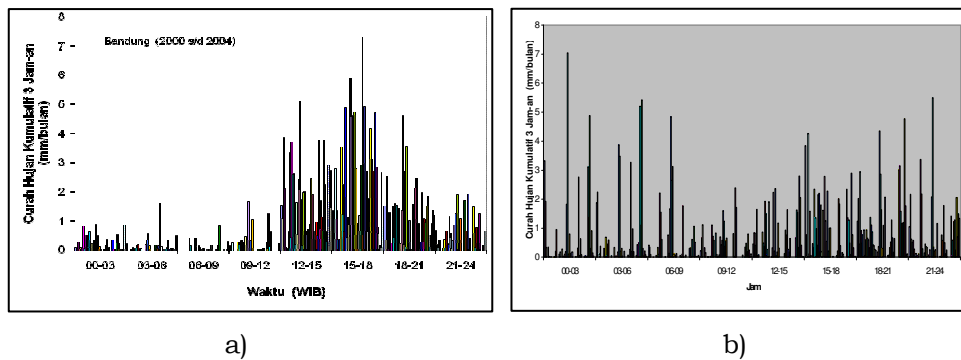 Curah Hujan Kumulatif 3 Jam-an
(mm/bulan)
8
7
6
5
4
3
2
1
0
Bandung (2000 s/d 2004)
00-03 03-06 06-09 09-12 12-15 15-18 18-21 21-24
Waktu (WIB)
Curah Hujan Kumulatif 3 Jam-an (mm/bulan)
8
7
6
5
4
3
2
1
0
00-03 03-06 06-09 09-12 12-15 15-18 18-21 21-24
Jam
a) b)